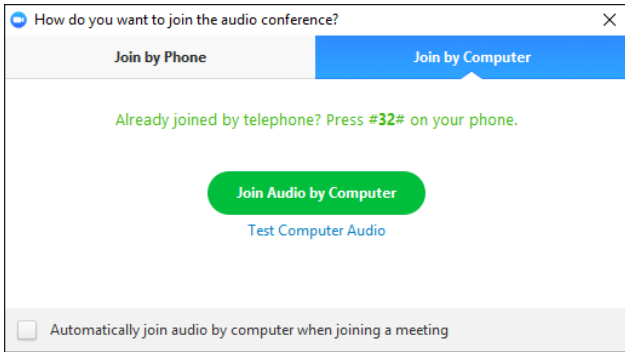 How do you want to join the audio conference?
Join by Phone
Join by Computer
Already joined by telephone? Press #32# on your phone.
Join Audio by Computer
Test Computer Audio
Automatically join audio by computer when joining a meeting